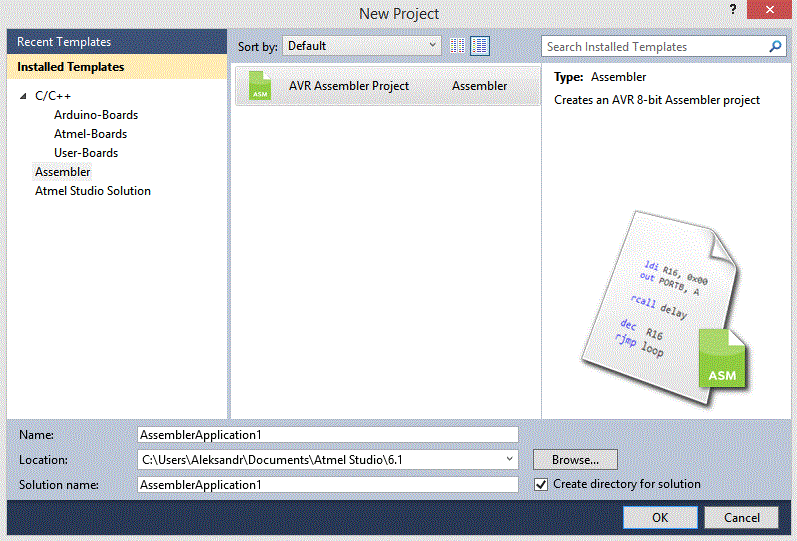 New Project
?
Recent Templates
Installed Templates
C/C++
Arduino-Boards
Atmel-Boards
User-Boards
Assembler
Atmel Studio Solution
Sort by: Default
ASM
AVR Assembler Project Assembler
Search Installed Templates
Type: Assembler
Creates an AVR 8-bit Assembler project
ldi R16, 0x00
out PORTB, A
rcall delay
dec R16
rjmp loop
ASM
Name: AssemblerApplication1
Location: C:\Users\Aleksandr\Documents\Atmel Studio\6.1 Browse...
Solution name: AssemblerApplication1 Create directory for solution
OK Cancel